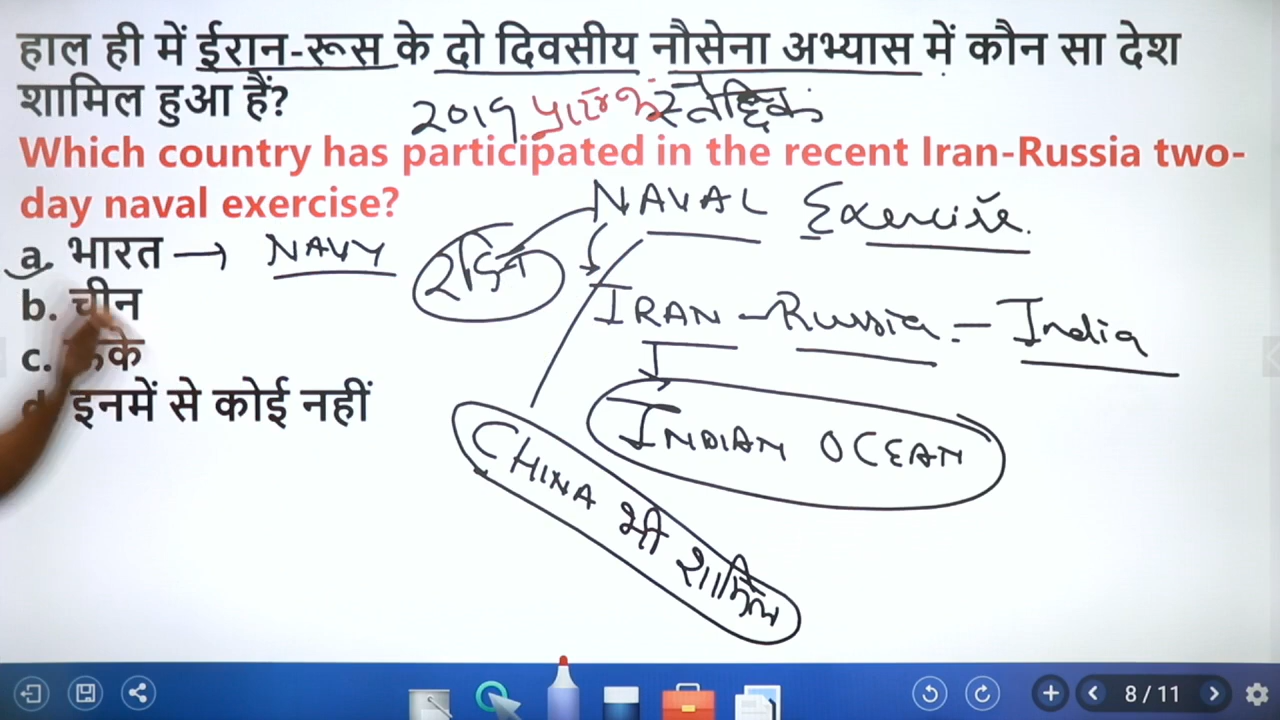 हाल ही में ईरान-रूस के दो दिवसीय नौसेना अभ्यास में कौन सा देश
शामिल हुआ हैं?
2019
Which country has participated in the recent Iran-Russia two-
day naval exercise?
NAVAL Exercise.
a. भारत → NAVY
b. चीन
IRAN - Russia - India
c.
d. इनमें से कोई नहीं
INDIAN OCEAN
CHINA भी शामिल
8 / 11